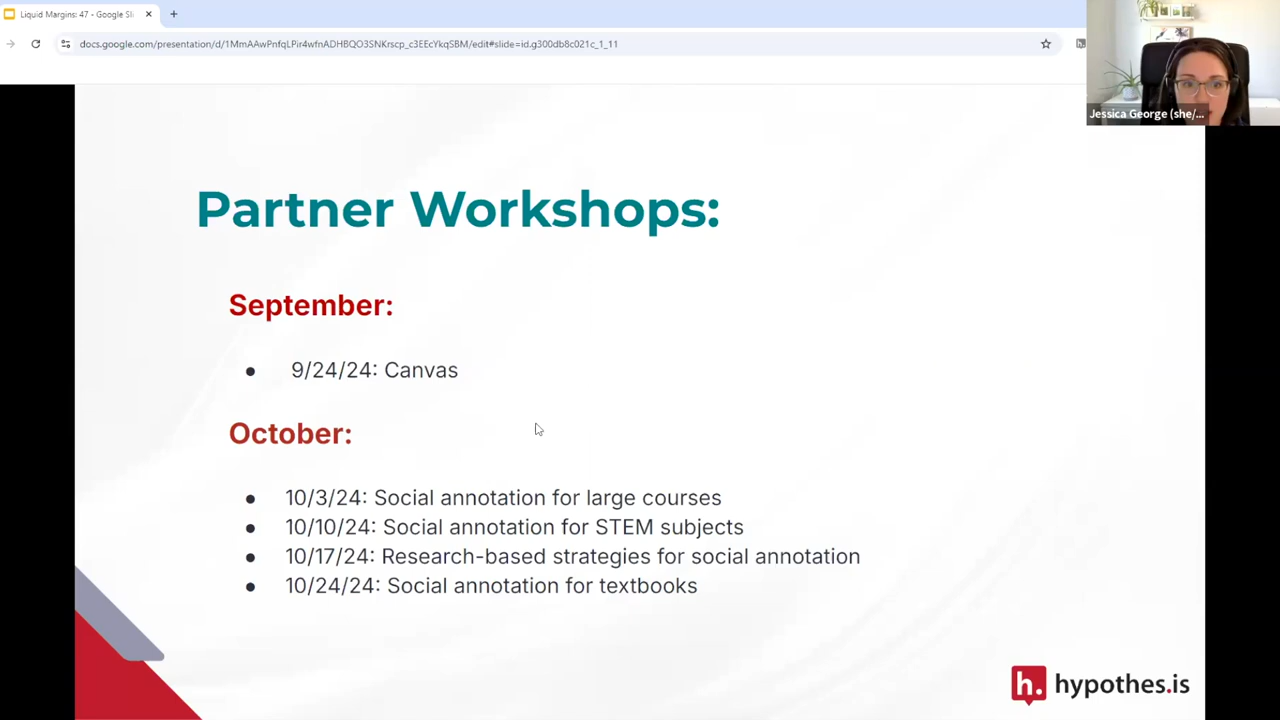 Liquid Margins: 47 - Google Sli
docs.google.com/presentation/d/1MmAAwPnfqLPir4wfnADHBQO3SNKrscp_c3EEcYkqSBM/edit#slide=id.g300db8c021c_1_11
Jessica George (she/...
Partner Workshops:
September:
● 9/24/24: Canvas
October:
● 10/3/24: Social annotation for large courses
● 10/10/24: Social annotation for STEM subjects
● 10/17/24: Research-based strategies for social annotation
● 10/24/24: Social annotation for textbooks
h. hypothes.is